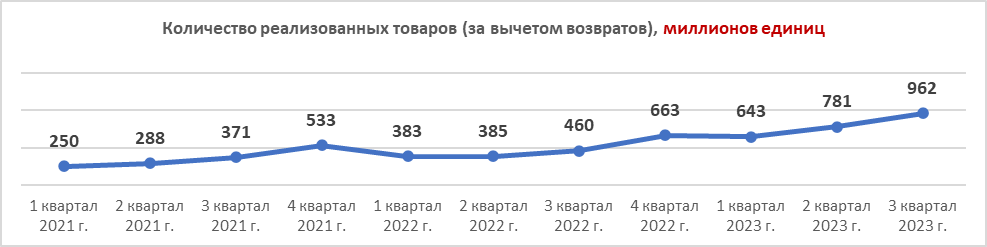 Количество реализованных товаров (за вычетом возвратов), миллионов единиц
250 288 371 533 383 385 460 663 643 781 962
1 квартал 2 квартал 3 квартал 4 квартал 1 квартал 2 квартал 3 квартал 4 квартал 1 квартал 2 квартал 3 квартал
2021 г. 2021 г. 2021 г. 2021 г. 2022 г. 2022 г. 2022 г. 2022 г. 2023 г. 2023 г. 2023 г.